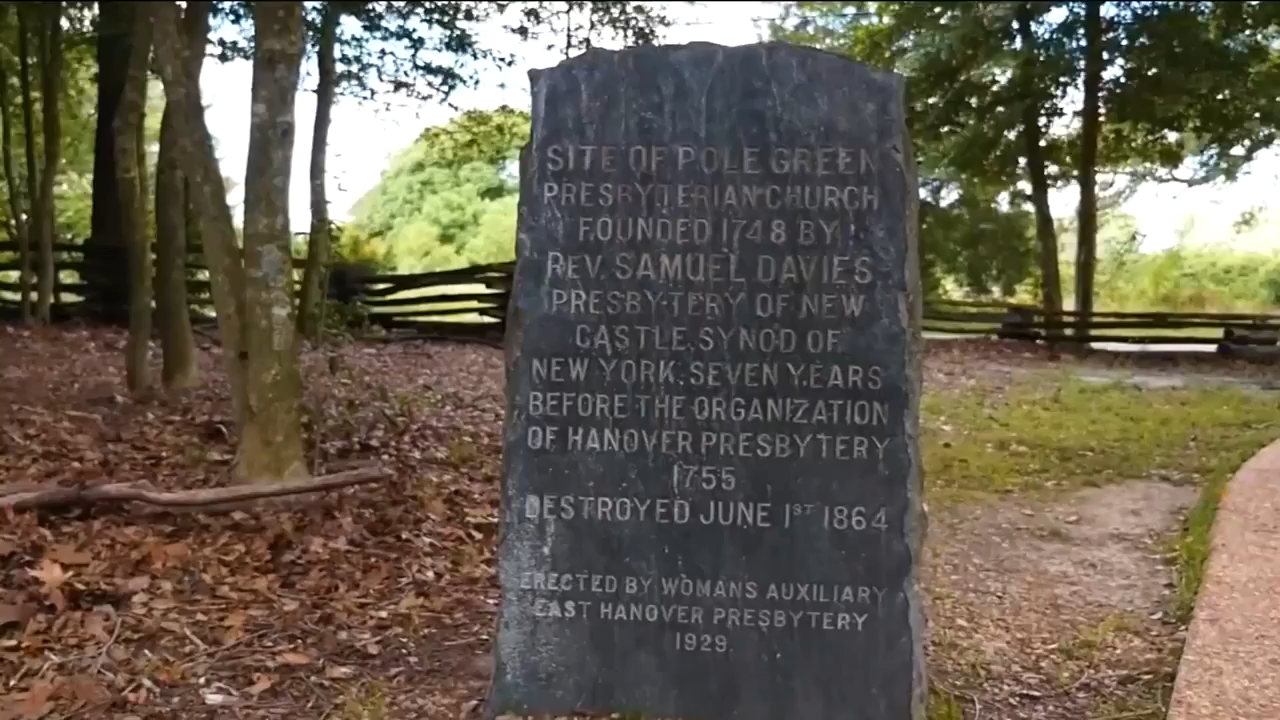 SITE OF POLE GREEN
PRESBYTERIAN CHURCH
FOUNDED 1748 BY
REV. SAMUEL DAVIES
PRESBYTERY OF NEW
CASTLE, SYNOD OF
NEW YORK, SEVEN YEARS
BEFORE THE ORGANIZATION
OF HANOVER PRESBYTERY
1755
DESTROYED JUNE 1ST 1864
ERECTED BY WOMANS AUXILIARY
EAST HANOVER PRESBYTERY
1929.